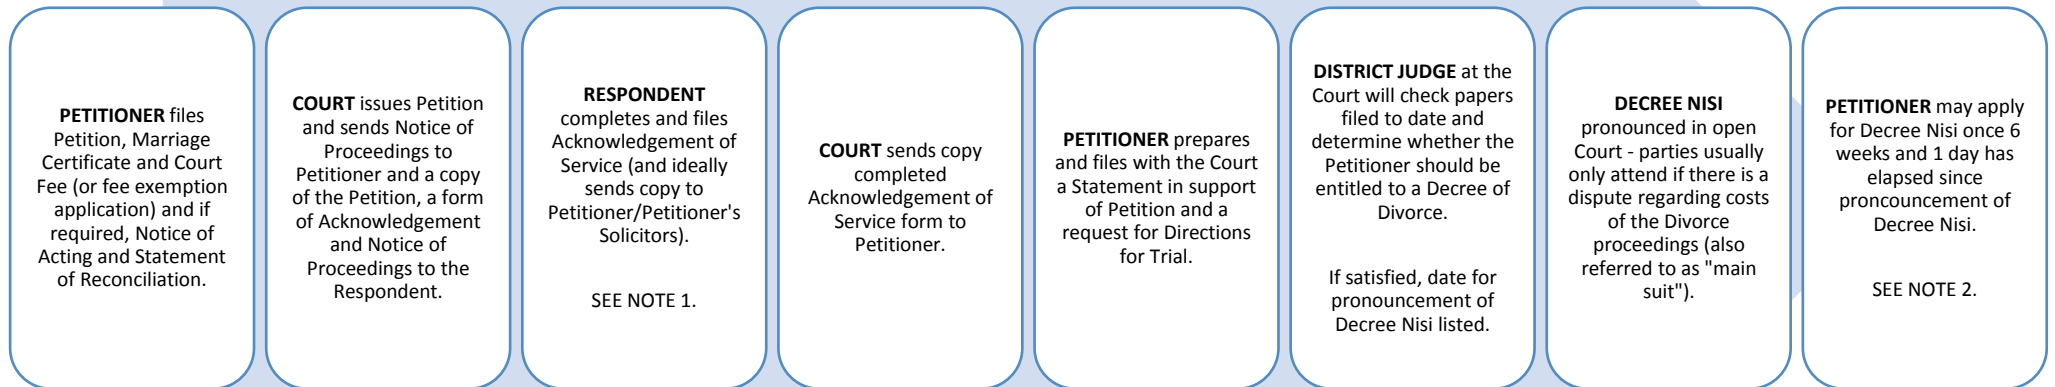 PETITIONER files
Petition, Marriage
Certificate and Court
Fee (or fee exemption
application) and if
required, Notice of
Acting and Statement
of Reconciliation.
COURT issues Petition
and sends Notice of
Proceedings to
Petitioner and a copy
of the Petition, a form
of Acknowledgement
and Notice of
Proceedings to the
Respondent.
RESPONDENT
completes and files
Acknowledgement of
Service (and ideally
sends copy to
Petitioner/Petitioner's
Solicitors).
SEE NOTE 1.
COURT sends copy
completed
Acknowledgement of
Service form to
Petitioner.
PETITIONER prepares
and files with the Court
a Statement in support
of Petition and a
request for Directions
for Trial.
DISTRICT JUDGE at the
Court will check papers
filed to date and
determine whether the
Petitioner should be
entitled to a Decree of
Divorce.
If satisfied, date for
pronouncement of
Decree Nisi listed.
DECREE NISI
pronounced in open
Court - parties usually
only attend if there is a
dispute regarding costs
of the Divorce
proceedings (also
referred to as "main
suit").
PETITIONER may apply
for Decree Nisi once 6
weeks and 1 day has
elapsed since
proncouncement of
Decree Nisi.
SEE NOTE 2.